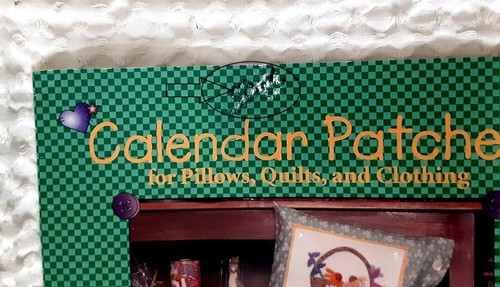 Calendar Patche
for Pillows, Quilts, and Clothing